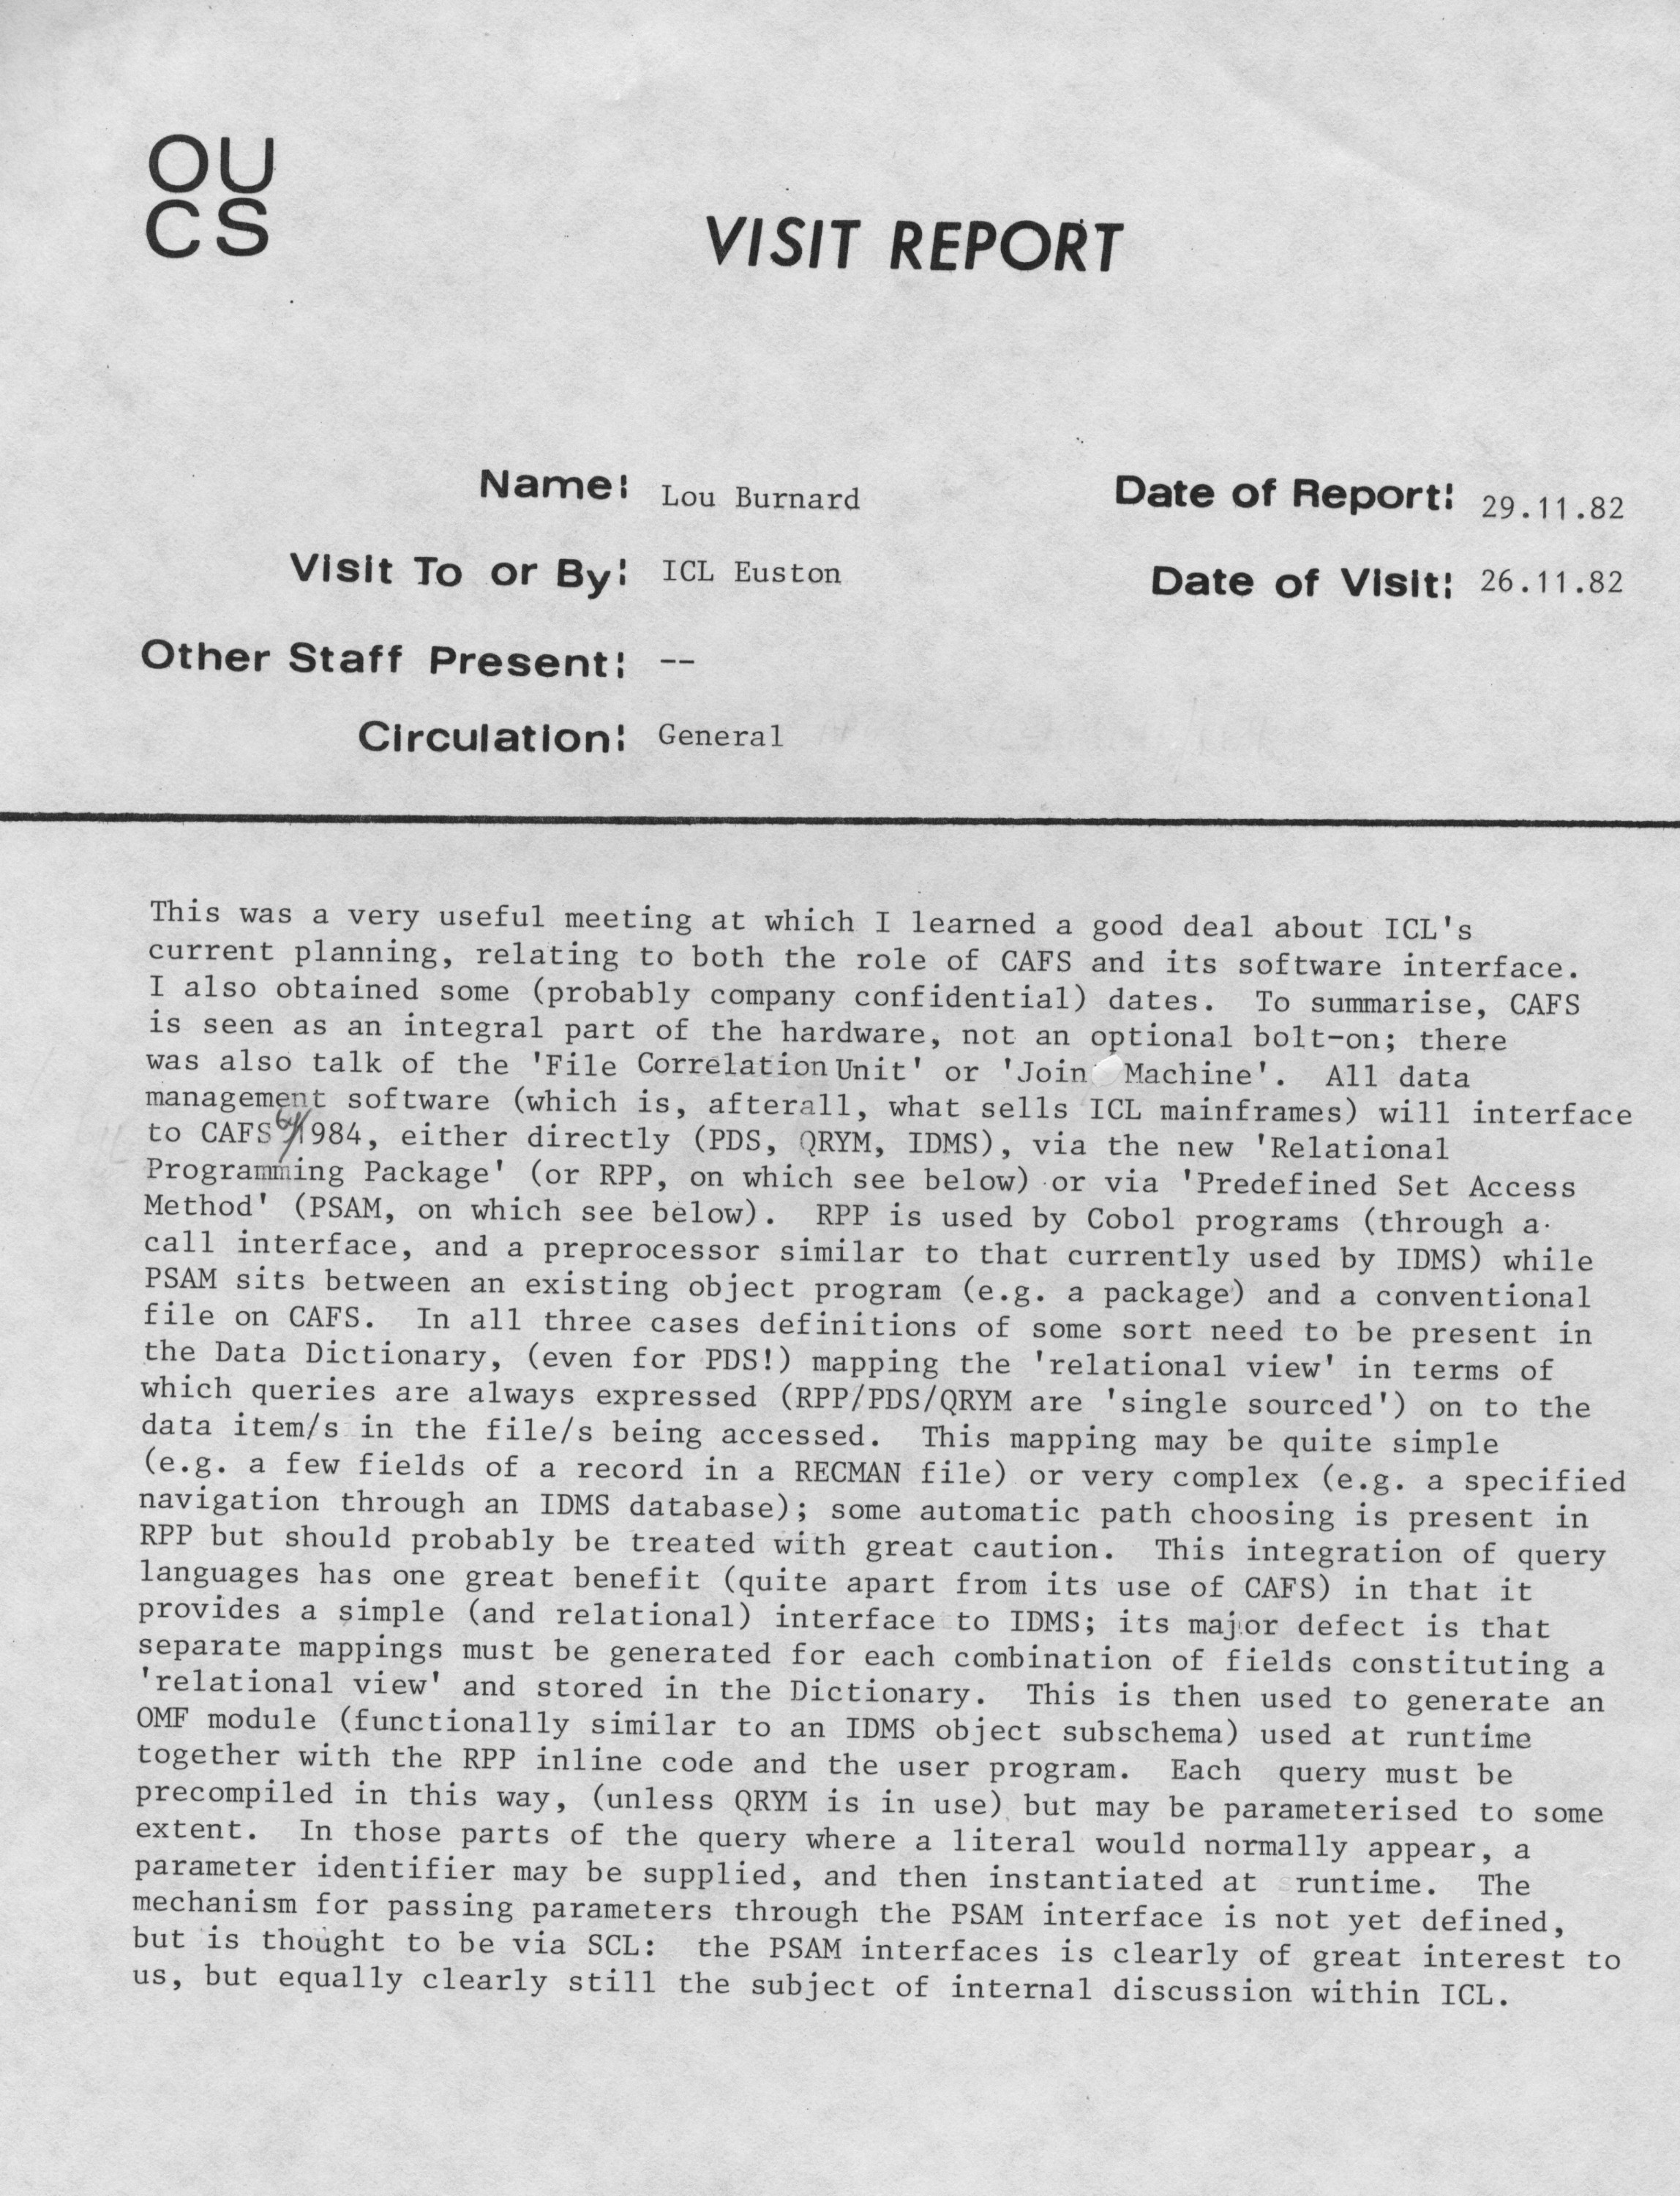 OU
CS
VISIT REPORT
Name: Lou Burnard
Date of Report: 29.11.82
Visit To or By: ICL Euston
Date of Visit: 26.11.82
Other Staff Present: --
Circulation: General
This was a very useful meeting at which I learned a good deal about ICL's
current planning, relating to both the role of CAFS and its software interface.
I also obtained some (probably company confidential) dates.  To summarise, CAFS
is seen as an integral part of the hardware, not an optional bolt-on; there
was also talk of the 'File Correlation Unit' or 'Join Machine'.  All data
management software (which is, afterall, what sells ICL mainframes) will interface
to CAFS by 1984, either directly (PDS, QRYM, IDMS), via the new 'Relational
Programming Package' (or RPP, on which see below) or via 'Predefined Set Access
Method' (PSAM, on which see below).  RPP is used by Cobol programs (through a
call interface, and a preprocessor similar to that currently used by IDMS) while
PSAM sits between an existing object program (e.g. a package) and a conventional
file on CAFS.  In all three cases definitions of some sort need to be present in
the Data Dictionary, (even for PDS!) mapping the 'relational view' in terms of
which queries are always expressed (RPP/PDS/QRYM are 'single sourced') on to the
data item/s in the file/s being accessed.  This mapping may be quite simple
(e.g. a few fields of a record in a RECMAN file) or very complex (e.g. a specified
navigation through an IDMS database); some automatic path choosing is present in
RPP but should probably be treated with great caution.  This integration of query
languages has one great benefit (quite apart from its use of CAFS) in that it
provides a simple (and relational) interface to IDMS; its major defect is that
separate mappings must be generated for each combination of fields constituting a
'relational view' and stored in the Dictionary.  This is then used to generate an
OMF module (functionally similar to an IDMS object subschema) used at runtime
together with the RPP inline code and the user program.  Each  query must be
precompiled in this way, (unless QRYM is in use) but may be parameterised to some
extent.  In those parts of the query where a literal would normally appear, a
parameter identifier may be supplied, and then instantiated at runtime.  The
mechanism for passing parameters through the PSAM interface is not yet defined,
but is thought to be via SCL:  the PSAM interfaces is clearly of great interest to
us, but equally clearly still the subject of internal discussion within ICL.